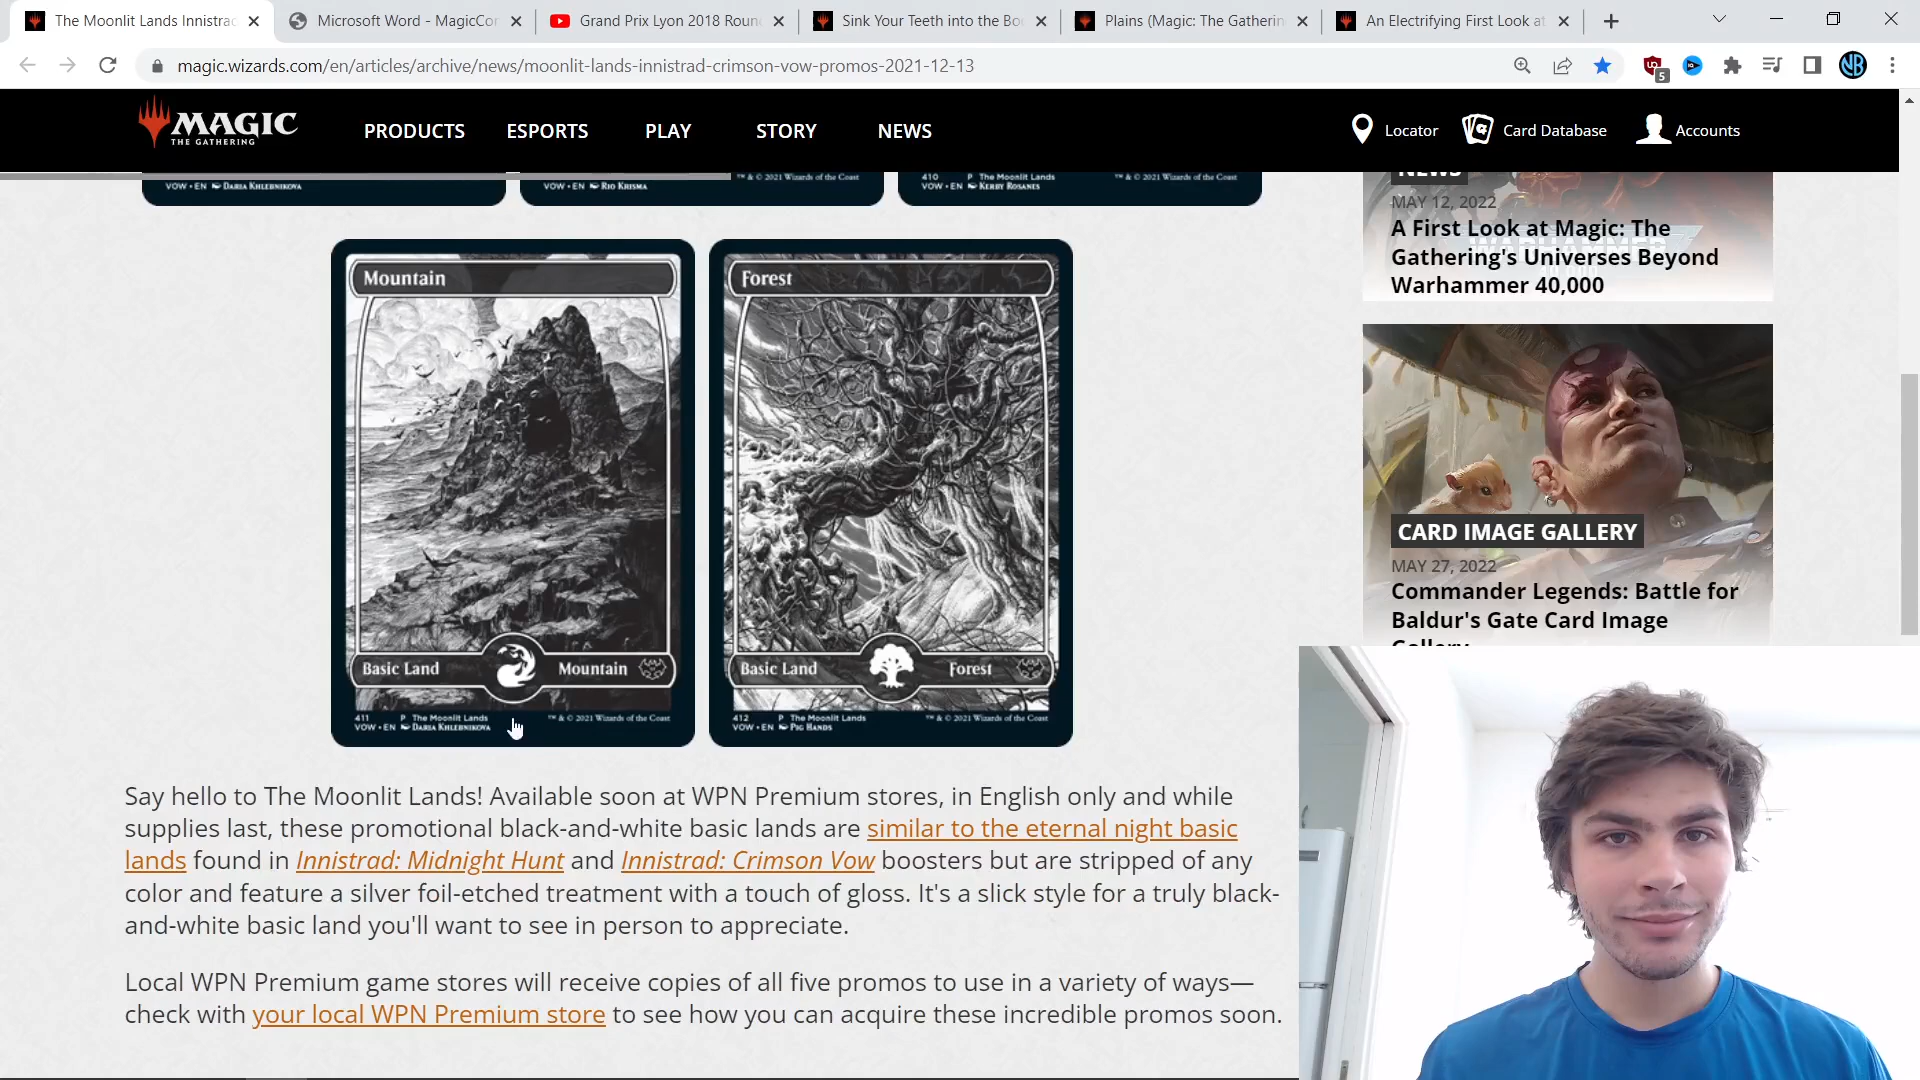 The Moonlit Lands Innistrad
Microsoft Word - MagicCon
Grand Prix Lyon 2018 Roun
Sink Your Teeth into the Bo
Plains (Magic: The Gatherin
An Electrifying First Look at
magic.wizards.com/en/articles/archive/news/moonlit-lands-innistrad-crimson-vow-promos-2021-12-13
5
NB
MAGIC
THE GATHERING
PRODUCTS
ESPORTS
PLAY
STORY
NEWS
Locator
Card Database
Accounts
VOW • EN DARIA KHLEBNIKOVA
VOW • EN RIO KRISMA
™ & © 2021 Wizards of the Coast
410 P The Moonlit Lands
VOW • EN KERBY ROSANES
™ & © 2021 Wizards of the Coast
NEWS
MAY 12, 2022
A First Look at Magic: The
Gathering's Universes Beyond
Warhammer 40,000
WARHAMMER
Mountain
Basic Land
Mountain
411 P The Moonlit Lands
VOW • EN DARIA KHLEBNIKOVA
™ & © 2021 Wizards of the Coast
Forest
Basic Land
Forest
412 P The Moonlit Lands
VOW • EN PIG HANDS
™ & © 2021 Wizards of the Coast
CARD IMAGE GALLERY
MAY 27, 2022
Commander Legends: Battle for
Baldur's Gate Card Image
Gallery
Say hello to The Moonlit Lands! Available soon at WPN Premium stores, in English only and while
supplies last, these promotional black-and-white basic lands are similar to the eternal night basic
lands found in Innistrad: Midnight Hunt and Innistrad: Crimson Vow boosters but are stripped of any
color and feature a silver foil-etched treatment with a touch of gloss. It's a slick style for a truly black-
and-white basic land you'll want to see in person to appreciate.
Local WPN Premium game stores will receive copies of all five promos to use in a variety of ways—
check with your local WPN Premium store to see how you can acquire these incredible promos soon.